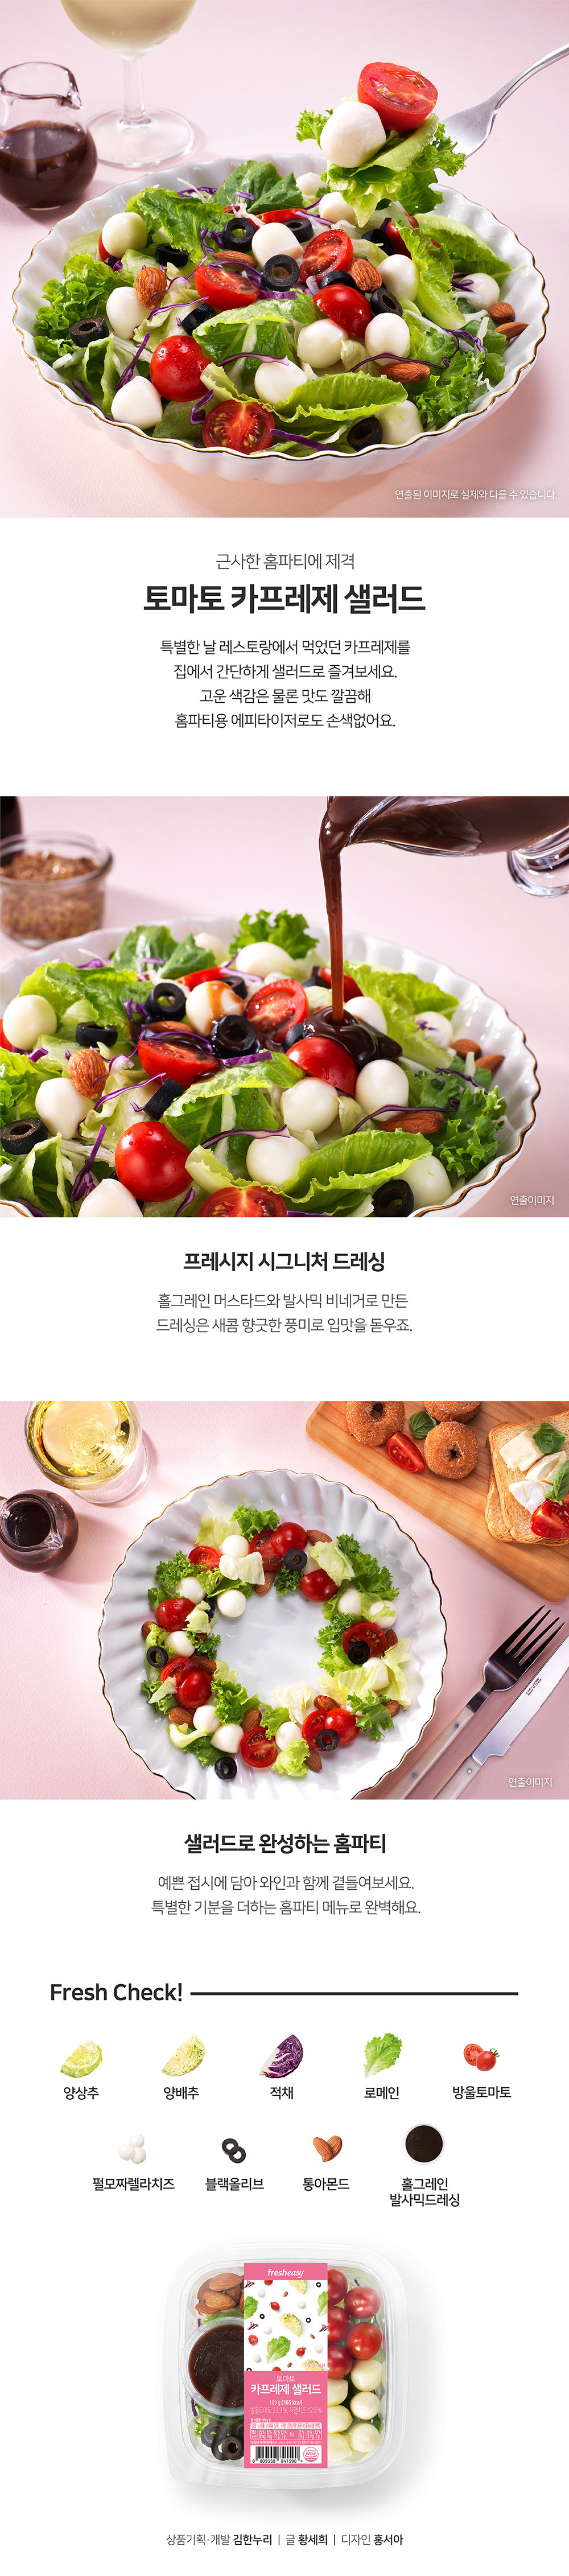 연출된 이미지로 실제와 다를 수 있습니다.
근사한 홈파티에 제격
토마토 카프레제 샐러드
특별한 날 레스토랑에서 먹었던 카프레제를
집에서 간단하게 샐러드로 즐겨보세요.
고운 색감은 물론 맛도 깔끔해
홈파티용 에피타이저로도 손색없어요.
연출이미지
프레시지 시그니처 드레싱
홀그레인 머스타드와 발사믹 비네거로 만든
드레싱은 새콤 향긋한 풍미로 입맛을 돋우죠.
연출이미지
샐러드로 완성하는 홈파티
예쁜 접시에 담아 와인과 함께 곁들여보세요.
특별한 기분을 더하는 홈파티 메뉴로 완벽해요.
Fresh Check!
양상추 양배추 적채 로메인 방울토마토
펄모짜렐라치즈 블랙올리브 통아몬드 홀그레인
발사믹드레싱
fresheasy
토마토
카프레제 샐러드
상품기획·개발 김한누리 | 글 황세희 | 디자인 홍서아